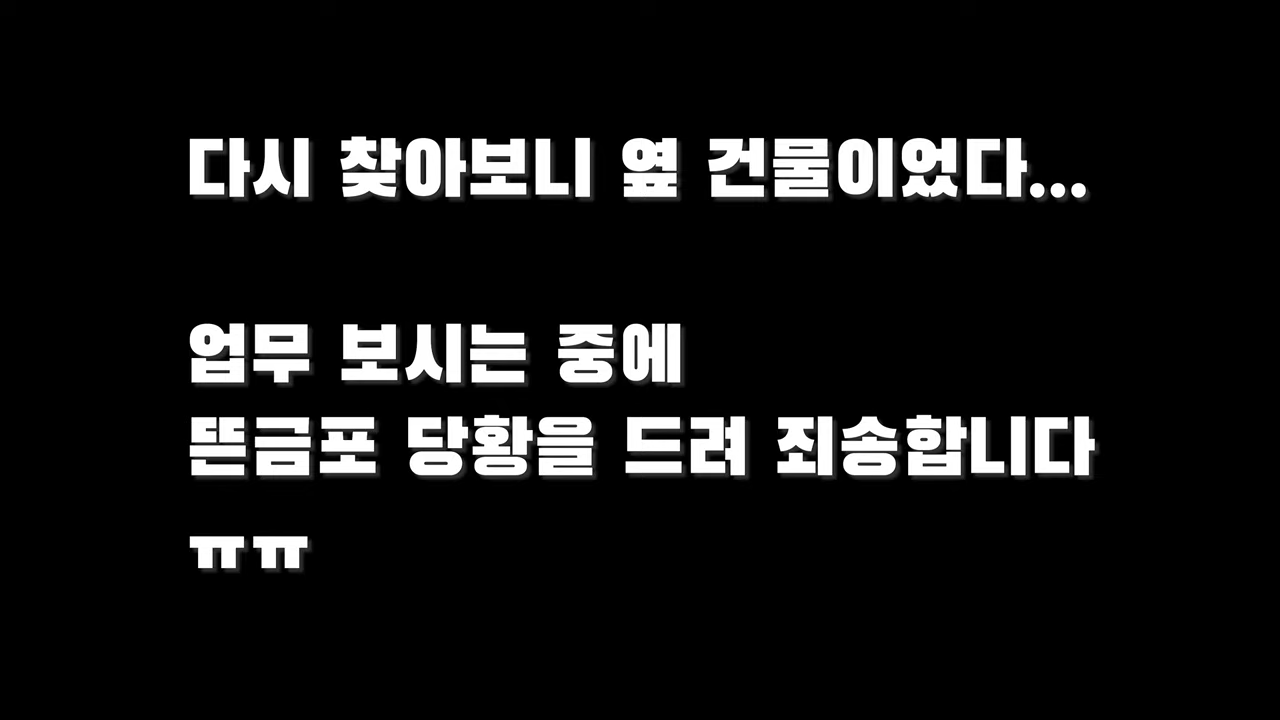 다시 찾아보니 옆 건물이었다...
업무 보시는 중에
뜬금포 당황을 드려 죄송합니다
ㅠㅠ